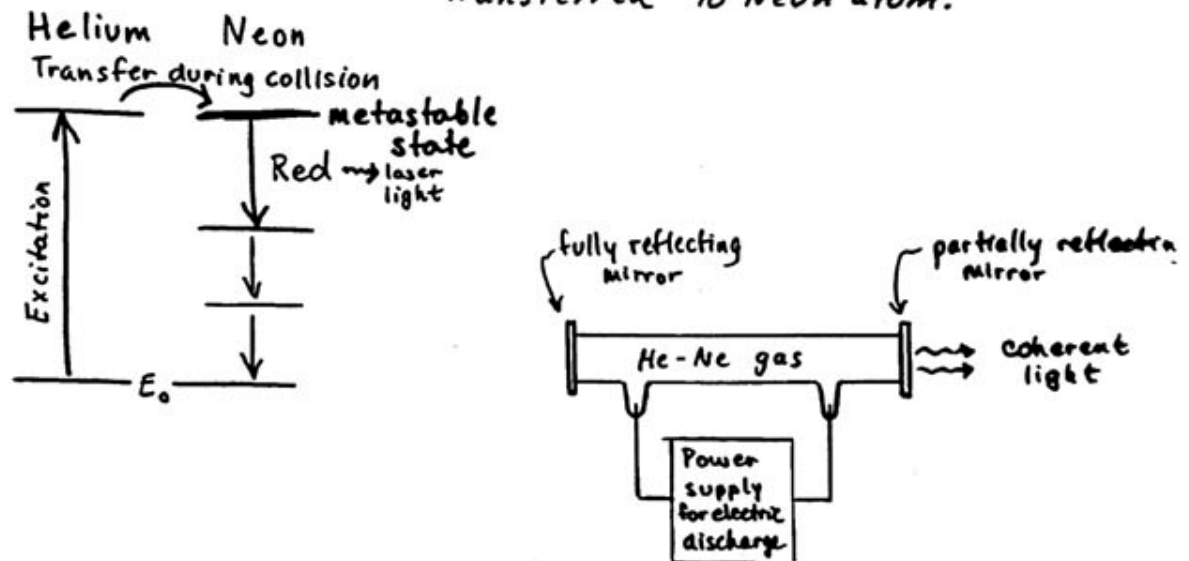 transferred to Neon atom.
Helium Neon
Transfer during collision
metastable
state
Red → laser
light
Excitation
E₀
fully reflecting
mirror
partially reflectin
mirror
He-Ne gas
coherent
light
Power
supply
for electric
discharge